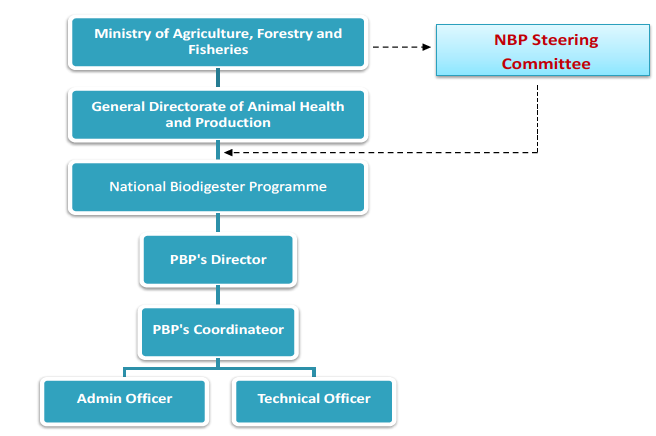 Ministry of Agriculture, Forestry and
Fisheries
NBP Steering
Committee
General Directorate of Animal Health
and Production
National Biodigester Programme
PBP's Director
PBP's Coordinateor
Admin Officer
Technical Officer